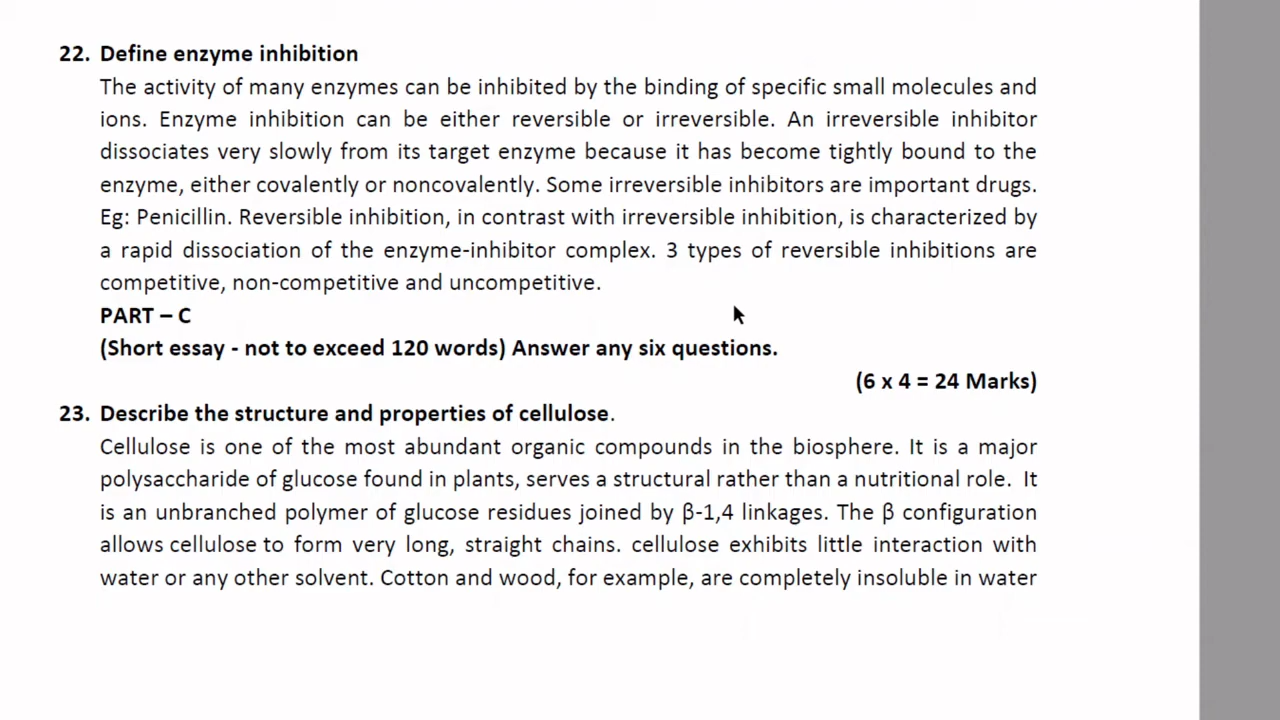 22. Define enzyme inhibition
The activity of many enzymes can be inhibited by the binding of specific small molecules and
ions. Enzyme inhibition can be either reversible or irreversible. An irreversible inhibitor
dissociates very slowly from its target enzyme because it has become tightly bound to the
enzyme, either covalently or noncovalently. Some irreversible inhibitors are important drugs.
Eg: Penicillin. Reversible inhibition, in contrast with irreversible inhibition, is characterized by
a rapid dissociation of the enzyme-inhibitor complex. 3 types of reversible inhibitions are
competitive, non-competitive and uncompetitive.
PART – C
(Short essay - not to exceed 120 words) Answer any six questions.
(6 x 4 = 24 Marks)
23. Describe the structure and properties of cellulose.
Cellulose is one of the most abundant organic compounds in the biosphere. It is a major
polysaccharide of glucose found in plants, serves a structural rather than a nutritional role. It
is an unbranched polymer of glucose residues joined by β-1,4 linkages. The β configuration
allows cellulose to form very long, straight chains. cellulose exhibits little interaction with
water or any other solvent. Cotton and wood, for example, are completely insoluble in water